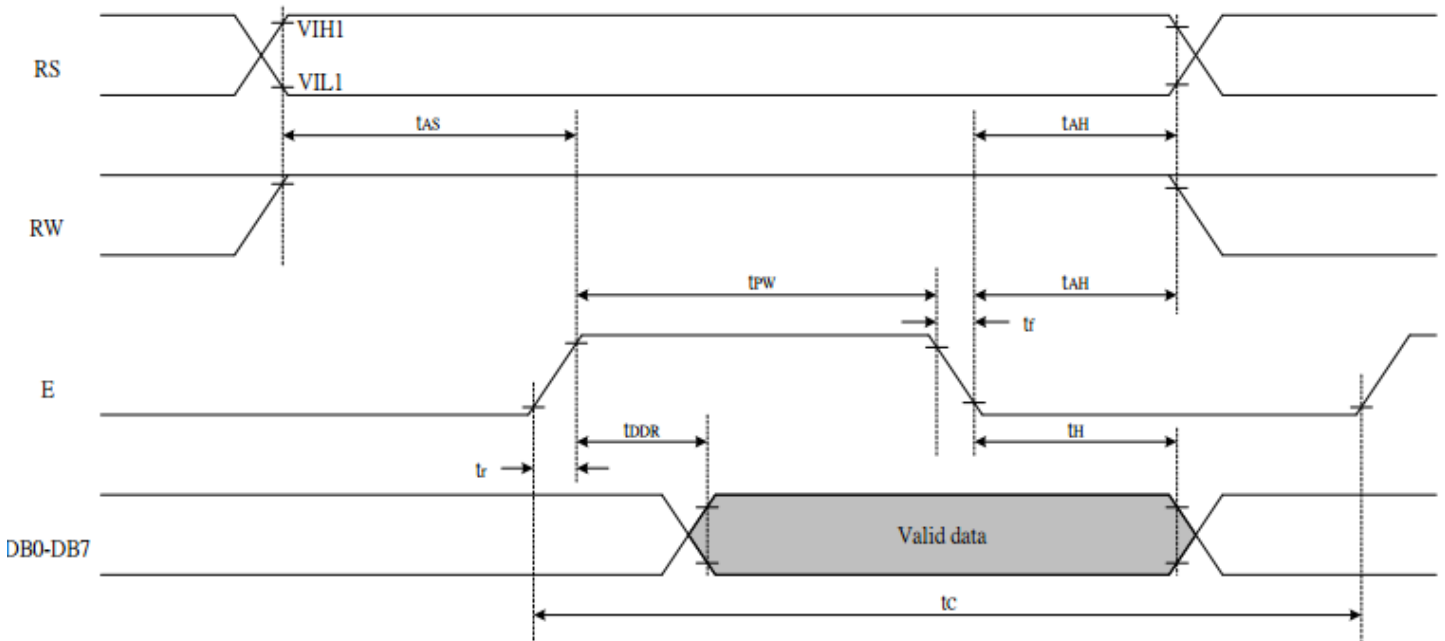 VIH1
RS
VIL1
tAS
tAH
RW
tPW
tAH
tf
E
tDDR
tH
tr
Valid data
DB0-DB7
tC